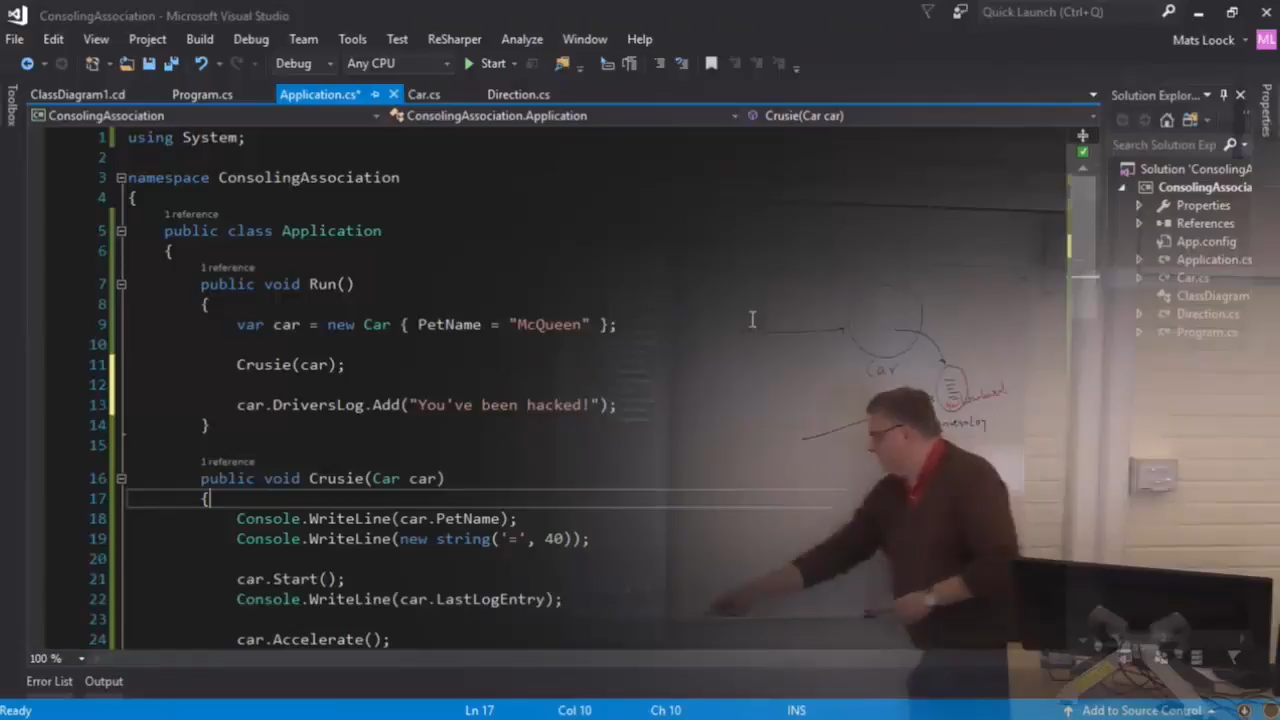 ConsolingAssociation - Microsoft Visual Studio
Quick Launch (Ctrl+Q)
File Edit View Project Build Debug Team Tools Test ReSharper Analyze Window Help
Mats Loock ML
Debug Any CPU Start
Toolbox
ClassDiagram1.cd Program.cs Application.cs* Car.cs Direction.cs
Solution Explor...
Properties
ConsolingAssociation ConsolingAssociation.Application Crusie(Car car)
1 using System;
Search Solution Exp
2
3 namespace ConsolingAssociation
Solution 'ConsolingA
4 {
ConsolingAssocia
1 reference
Properties
5 public class Application
References
6 {
App.config
1 reference
Application.cs
7 public void Run()
Car.cs
8 {
ClassDiagram
9 var car = new Car { PetName = "McQueen" };
Direction.cs
10
Program.cs
11 Crusie(car);
Car
12
13 car.DriversLog.Add("You've been hacked!");
14 }
15
1 reference
16 public void Crusie(Car car)
17 {
18 Console.WriteLine(car.PetName);
19 Console.WriteLine(new string('=', 40));
20
21 car.Start();
22 Console.WriteLine(car.LastLogEntry);
23
24 car.Accelerate();
100 %
Error List Output
Ready Ln 17 Col 10 Ch 10 INS Add to Source Control